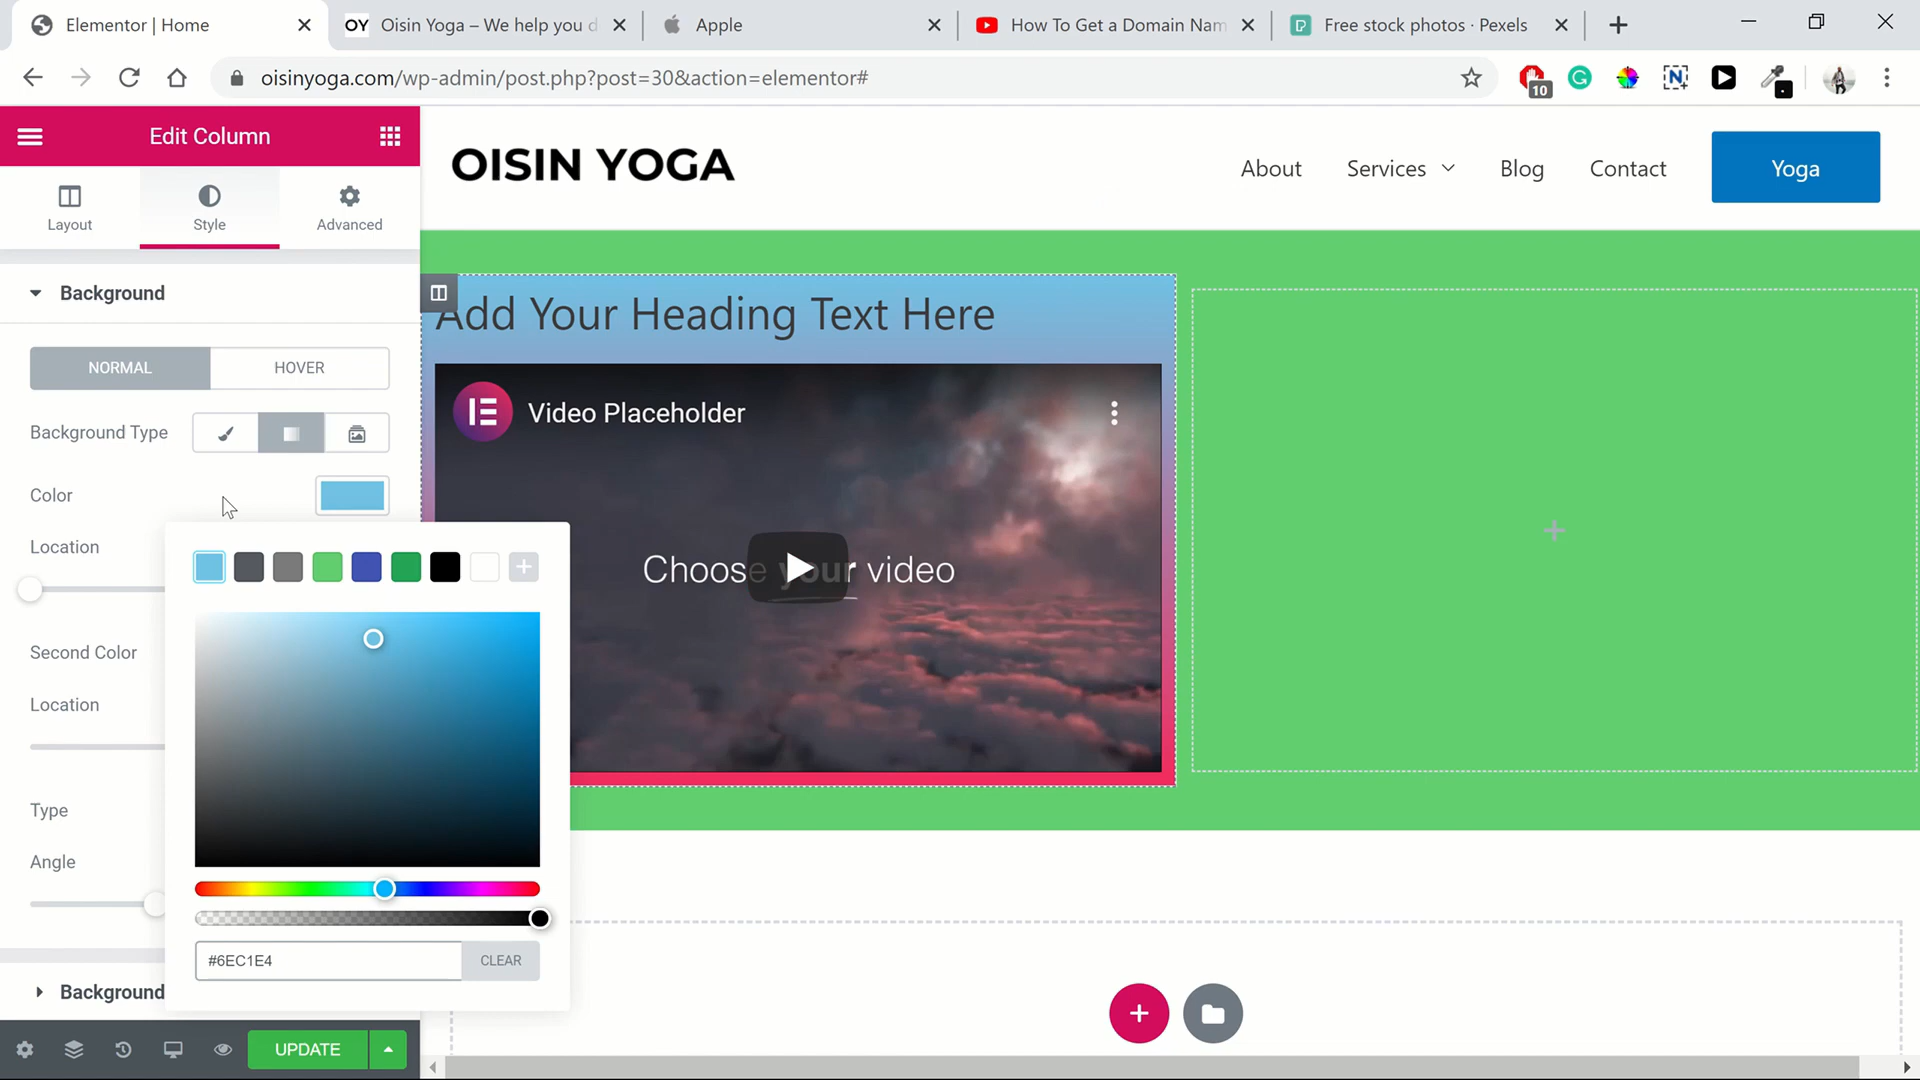 Elementor | Home
OY Oisin Yoga – We help you d
Apple
How To Get a Domain Nam
Free stock photos · Pexels
oisinyoga.com/wp-admin/post.php?post=30&action=elementor#
10
Edit Column
Layout
Style
Advanced
Background
NORMAL
HOVER
Background Type
Color
Location
Second Color
Location
Type
Angle
#6EC1E4
CLEAR
Background
UPDATE
OISIN YOGA
About
Services
Blog
Contact
Yoga
Add Your Heading Text Here
Video Placeholder
Choose your video